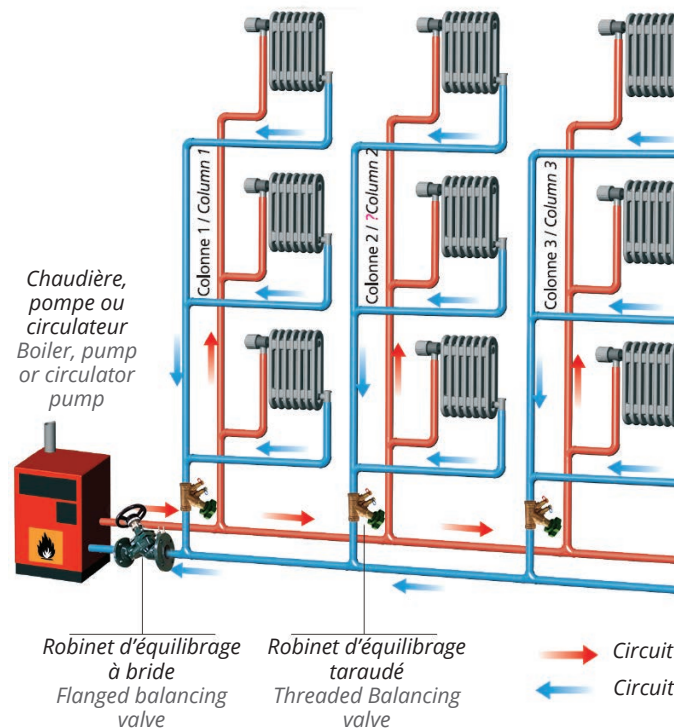 Colonne 1 / Column 1
Colonne 2 / ?Column 2
Colonne 3 / Column 3
Chaudière,
pompe ou
circulateur
Boiler, pump
or circulator
pump
Robinet d’équilibrage
à bride
Flanged balancing
valve
Robinet d’équilibrage
taraudé
Threaded Balancing
valve
Circuit
Circuit